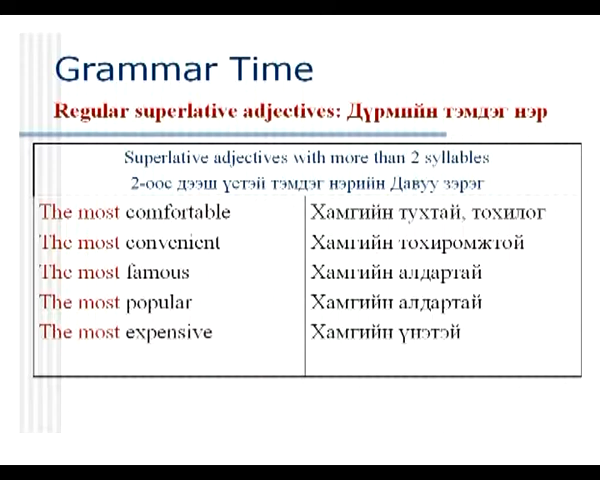 Grammar Time
Regular superlative adjectives: Дүрмийн тэмдэг нэр
Superlative adjectives with more than 2 syllables
2-оос дээш үстэй тэмдэг нэрийн Давуу зэрэг
The most comfortable Хамгийн тухтай, тохилог
The most convenient Хамгийн тохиромжтой
The most famous Хамгийн алдартай
The most popular Хамгийн алдартай
The most expensive Хамгийн үнэтэй